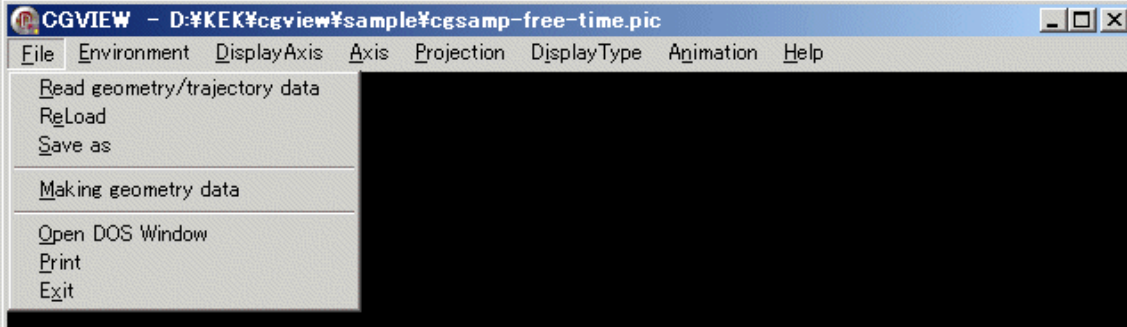 CGVIEW - D:¥KEK¥cgview¥sample¥cgsamp-free-time.pic
File Environment DisplayAxis Axis Projection DisplayType Animation Help
Read geometry/trajectory data
ReLoad
Save as
Making geometry data
Open DOS Window
Print
Exit